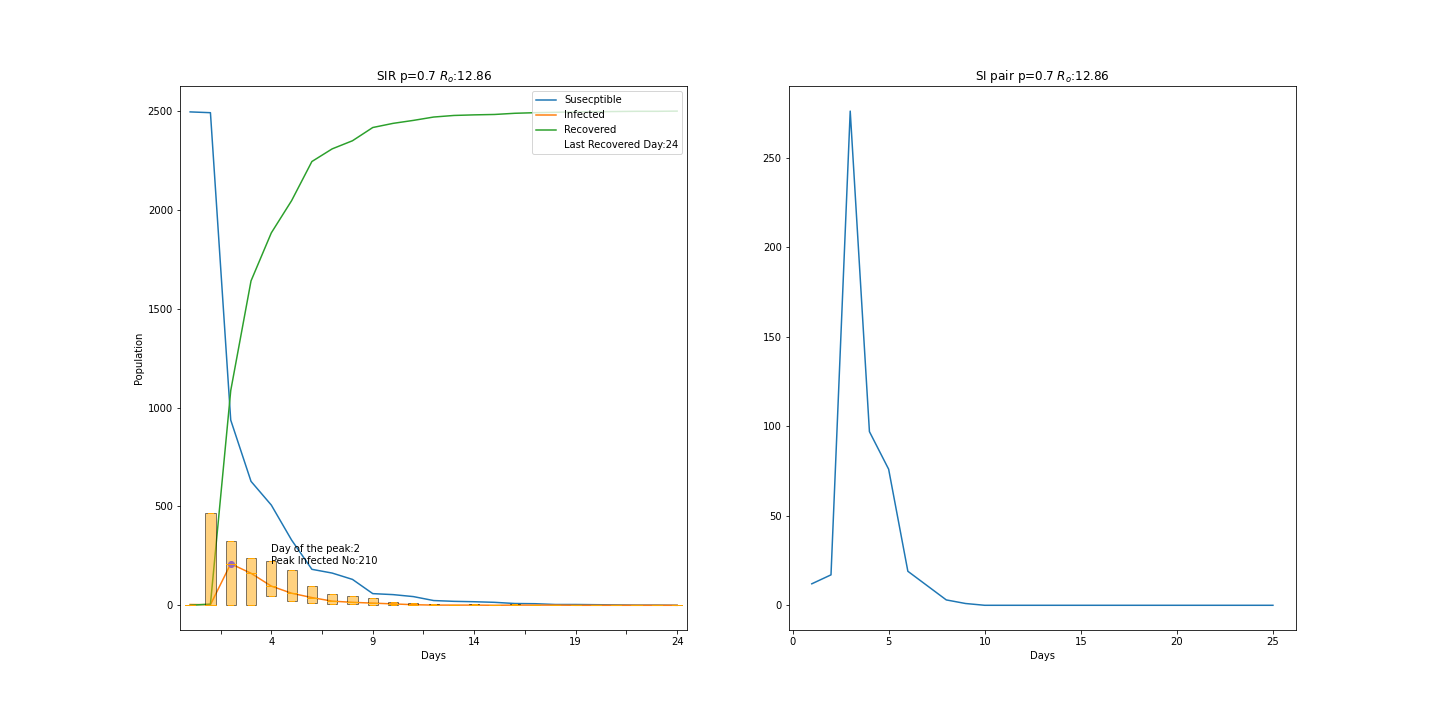 SIR p=0.7 Rₒ:12.86
Susecptible
Infected
Recovered
Last Recovered Day:24
2500
2000
1500
1000
500
0
Population
Day of the peak:2
Peak Infected No:210
4 9 14 19 24
Days
SI pair p=0.7 Rₒ:12.86
250
200
150
100
50
0
0 5 10 15 20 25
Days